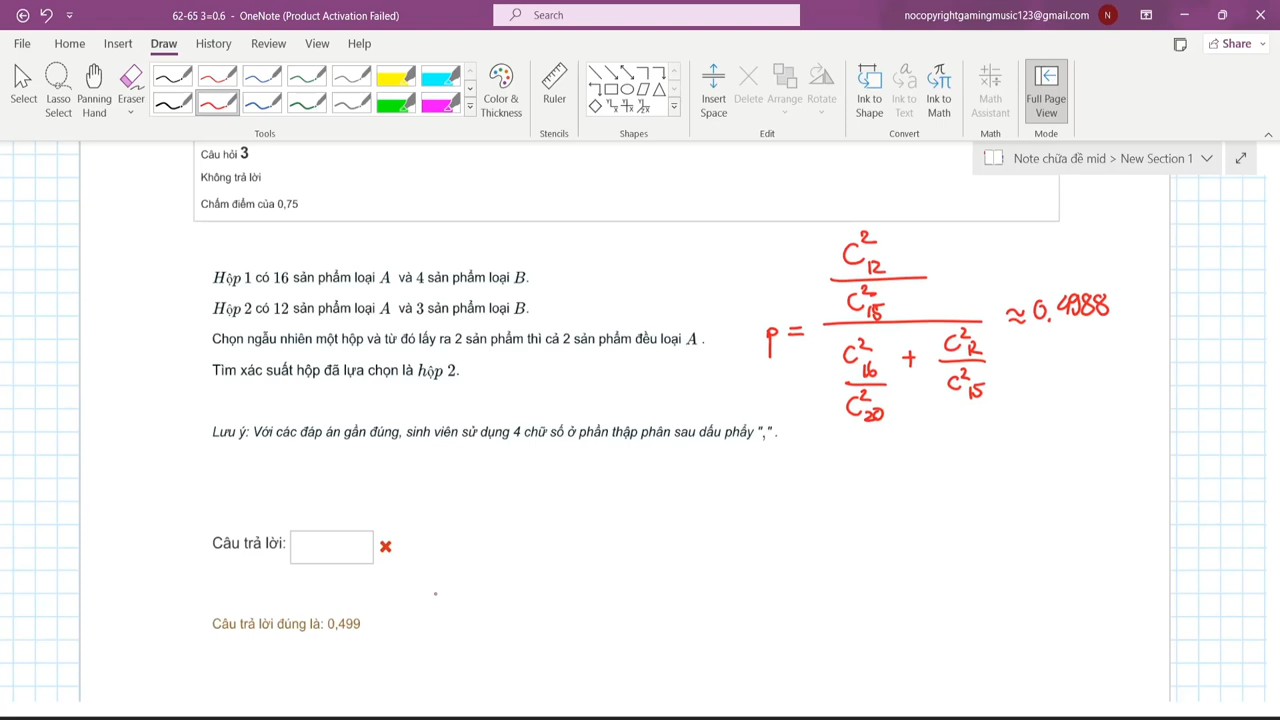 62-65 3=0.6 - OneNote (Product Activation Failed)
Search
nocopyrightgamingmusic123@gmail.com
N
File Home Insert Draw History Review View Help
Share
Select
Lasso Select
Panning Hand
Eraser
Color & Thickness
Ruler
Insert Space
Delete
Arrange
Rotate
Ink to Shape
Ink to Text
Ink to Math
Math Assistant
Full Page View
Tools
Stencils
Shapes
Edit
Convert
Math
Mode
Note chữa đề mid > New Section 1
Câu hỏi 3
Không trả lời
Chấm điểm của 0,75
Hộp 1 có 16 sản phẩm loại A và 4 sản phẩm loại B.
Hộp 2 có 12 sản phẩm loại A và 3 sản phẩm loại B.
Chọn ngẫu nhiên một hộp và từ đó lấy ra 2 sản phẩm thì cả 2 sản phẩm đều loại A .
Tìm xác suất hộp đã lựa chọn là hộp 2.
Lưu ý: Với các đáp án gần đúng, sinh viên sử dụng 4 chữ số ở phần thập phân sau dấu phẩy "," .
C²12
C²15
P =
≈ 0.4988
C²16 + C²12
C²20 C²15
Câu trả lời:
Câu trả lời đúng là: 0,499